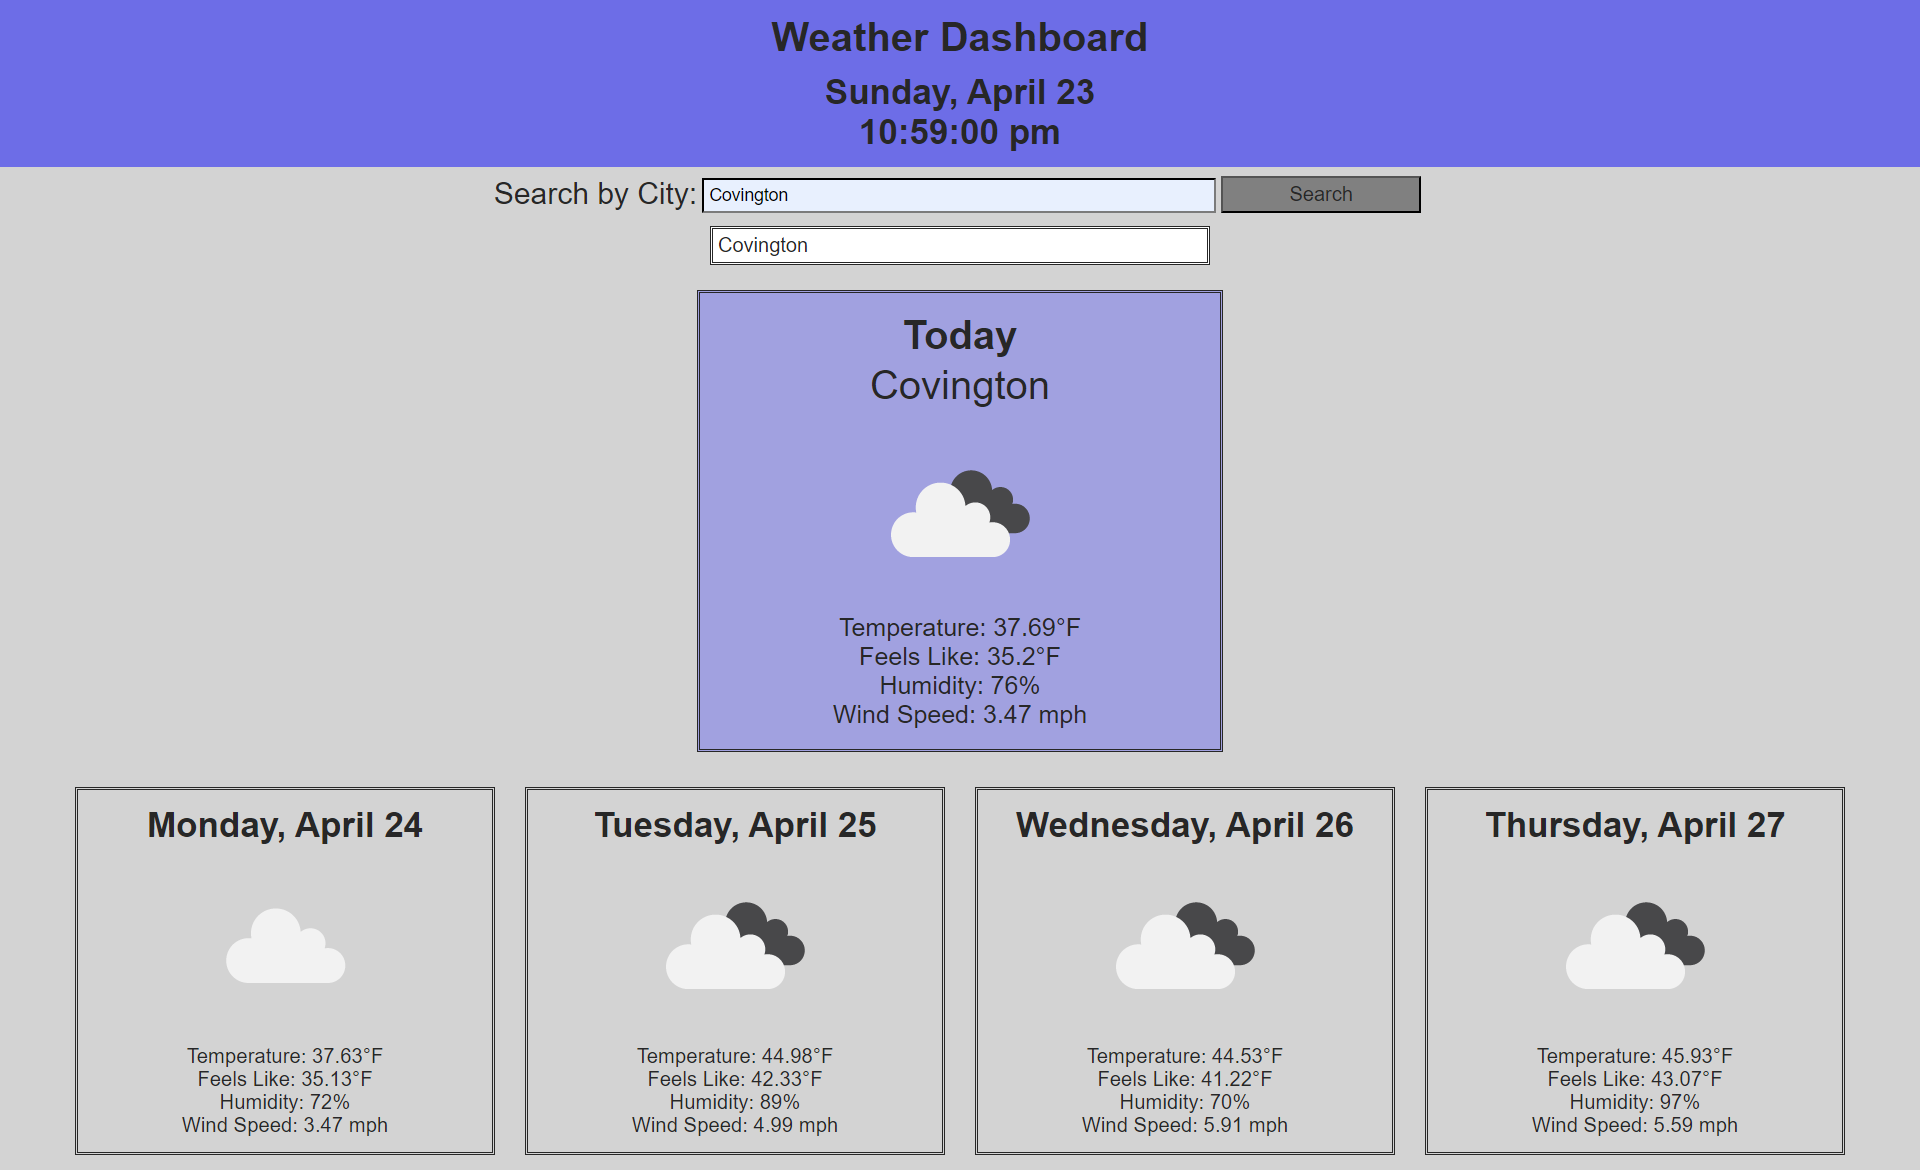 Weather Dashboard
Sunday, April 23
10:59:00 pm
Search by City: Covington Search
Covington
Today
Covington
Temperature: 37.69°F
Feels Like: 35.2°F
Humidity: 76%
Wind Speed: 3.47 mph
Monday, April 24
Temperature: 37.63°F
Feels Like: 35.13°F
Humidity: 72%
Wind Speed: 3.47 mph
Tuesday, April 25
Temperature: 44.98°F
Feels Like: 42.33°F
Humidity: 89%
Wind Speed: 4.99 mph
Wednesday, April 26
Temperature: 44.53°F
Feels Like: 41.22°F
Humidity: 70%
Wind Speed: 5.91 mph
Thursday, April 27
Temperature: 45.93°F
Feels Like: 43.07°F
Humidity: 97%
Wind Speed: 5.59 mph